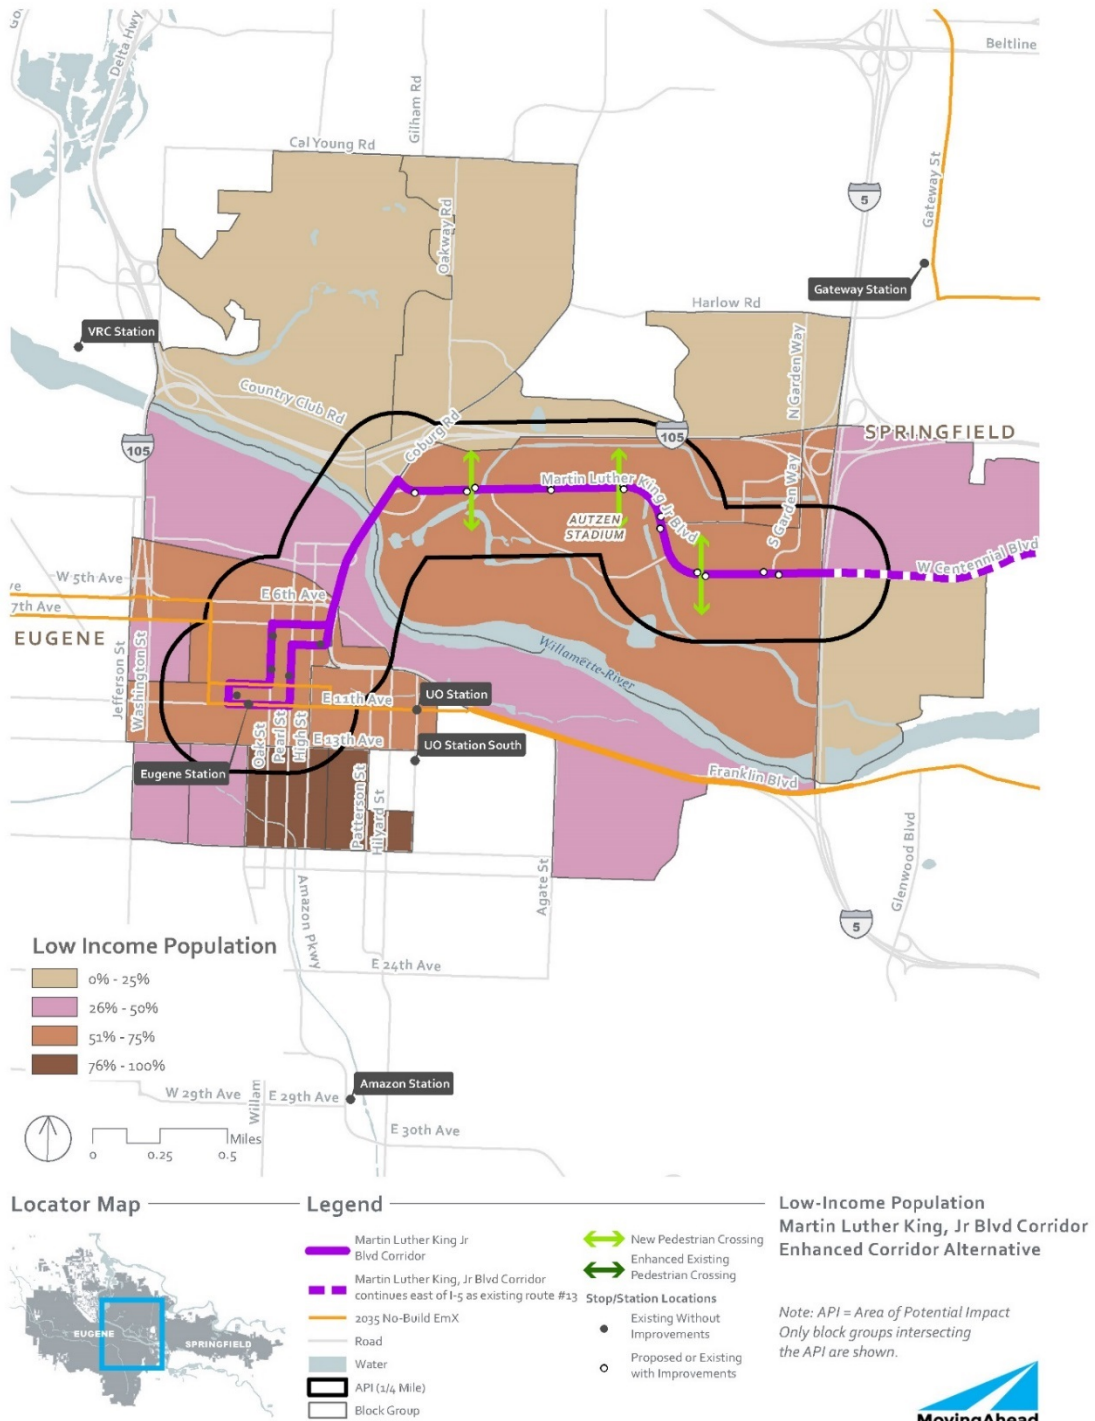 Go
Delta Hwy
Gilham Rd
Beltline
Cal Young Rd
5
Gateway St
Oakway Rd
Gateway Station
Harlow Rd
VRC Station
N Garden Way
Country Club Rd
Coburg Rd
105
105
SPRINGFIELD
Martin Luther King Jr Blvd
S Garden Way
AUTZEN
STADIUM
W Centennial Blvd
W 5th Ave
ve
7th Ave
E 6th Ave
EUGENE
Jefferson St
Washington St
Willamette River
UO Station
E 11th Ave
Oak St
Pearl St
High St
E 13th Ave
UO Station South
Eugene Station
Franklin Blvd
Patterson St
Hilyard St
Agate St
Glenwood Blvd
Amazon Pkwy
5
Low Income Population
0% - 25%
26% - 50%
51% - 75%
76% - 100%
E 24th Ave
Amazon Station
W 29th Ave
Willam
E 29th Ave
E 30th Ave
Miles
0 0.25 0.5
Locator Map
EUGENE
SPRINGFIELD
Legend
Martin Luther King Jr
Blvd Corridor
Martin Luther King, Jr Blvd Corridor
continues east of I-5 as existing route #13
2035 No-Build EmX
Road
Water
API (1/4 Mile)
Block Group
New Pedestrian Crossing
Enhanced Existing
Pedestrian Crossing
Stop/Station Locations
Existing Without
Improvements
Proposed or Existing
with Improvements
Low-Income Population
Martin Luther King, Jr Blvd Corridor
Enhanced Corridor Alternative
Note: API = Area of Potential Impact
Only block groups intersecting
the API are shown.
MovingAhead